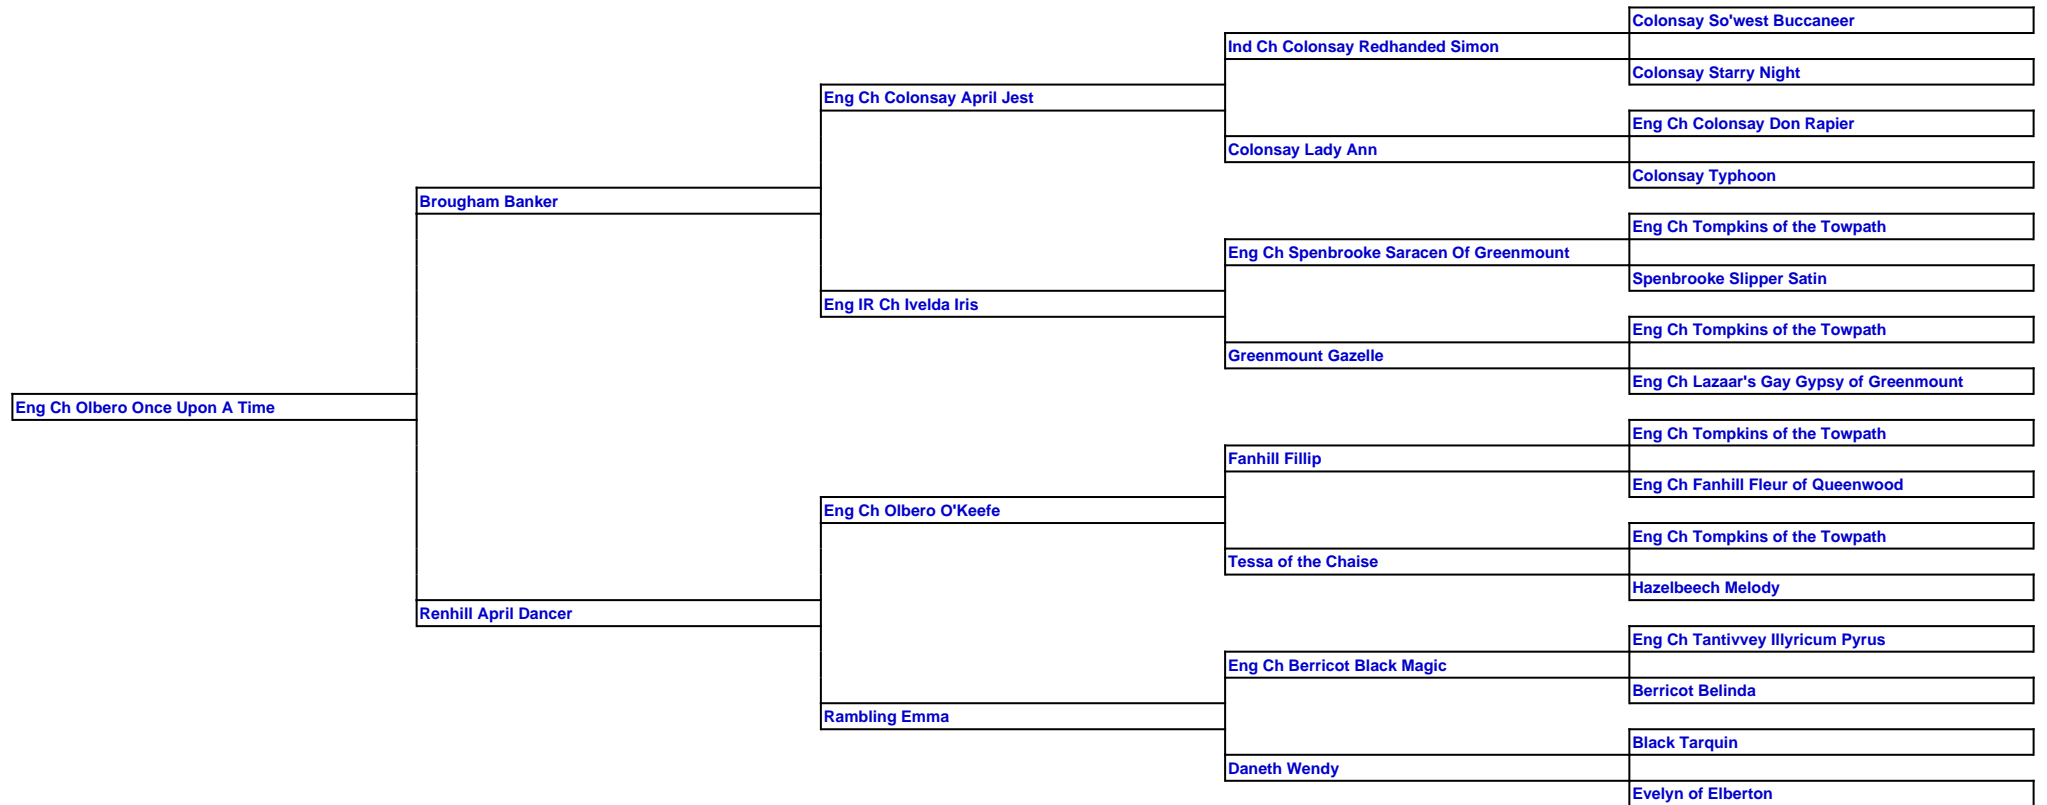 Colonsay So'west Buccaneer
Ind Ch Colonsay Redhanded Simon
Colonsay Starry Night
Eng Ch Colonsay April Jest
Eng Ch Colonsay Don Rapier
Colonsay Lady Ann
Colonsay Typhoon
Brougham Banker
Eng Ch Tompkins of the Towpath
Eng Ch Spenbrooke Saracen Of Greenmount
Spenbrooke Slipper Satin
Eng IR Ch Ivelda Iris
Eng Ch Tompkins of the Towpath
Greenmount Gazelle
Eng Ch Lazaar's Gay Gypsy of Greenmount
Eng Ch Olbero Once Upon A Time
Eng Ch Tompkins of the Towpath
Fanhill Fillip
Eng Ch Fanhill Fleur of Queenwood
Eng Ch Olbero O'Keefe
Eng Ch Tompkins of the Towpath
Tessa of the Chaise
Hazelbeech Melody
Renhill April Dancer
Eng Ch Tantivvey Illyricum Pyrus
Eng Ch Berricot Black Magic
Berricot Belinda
Rambling Emma
Black Tarquin
Daneth Wendy
Evelyn of Elberton